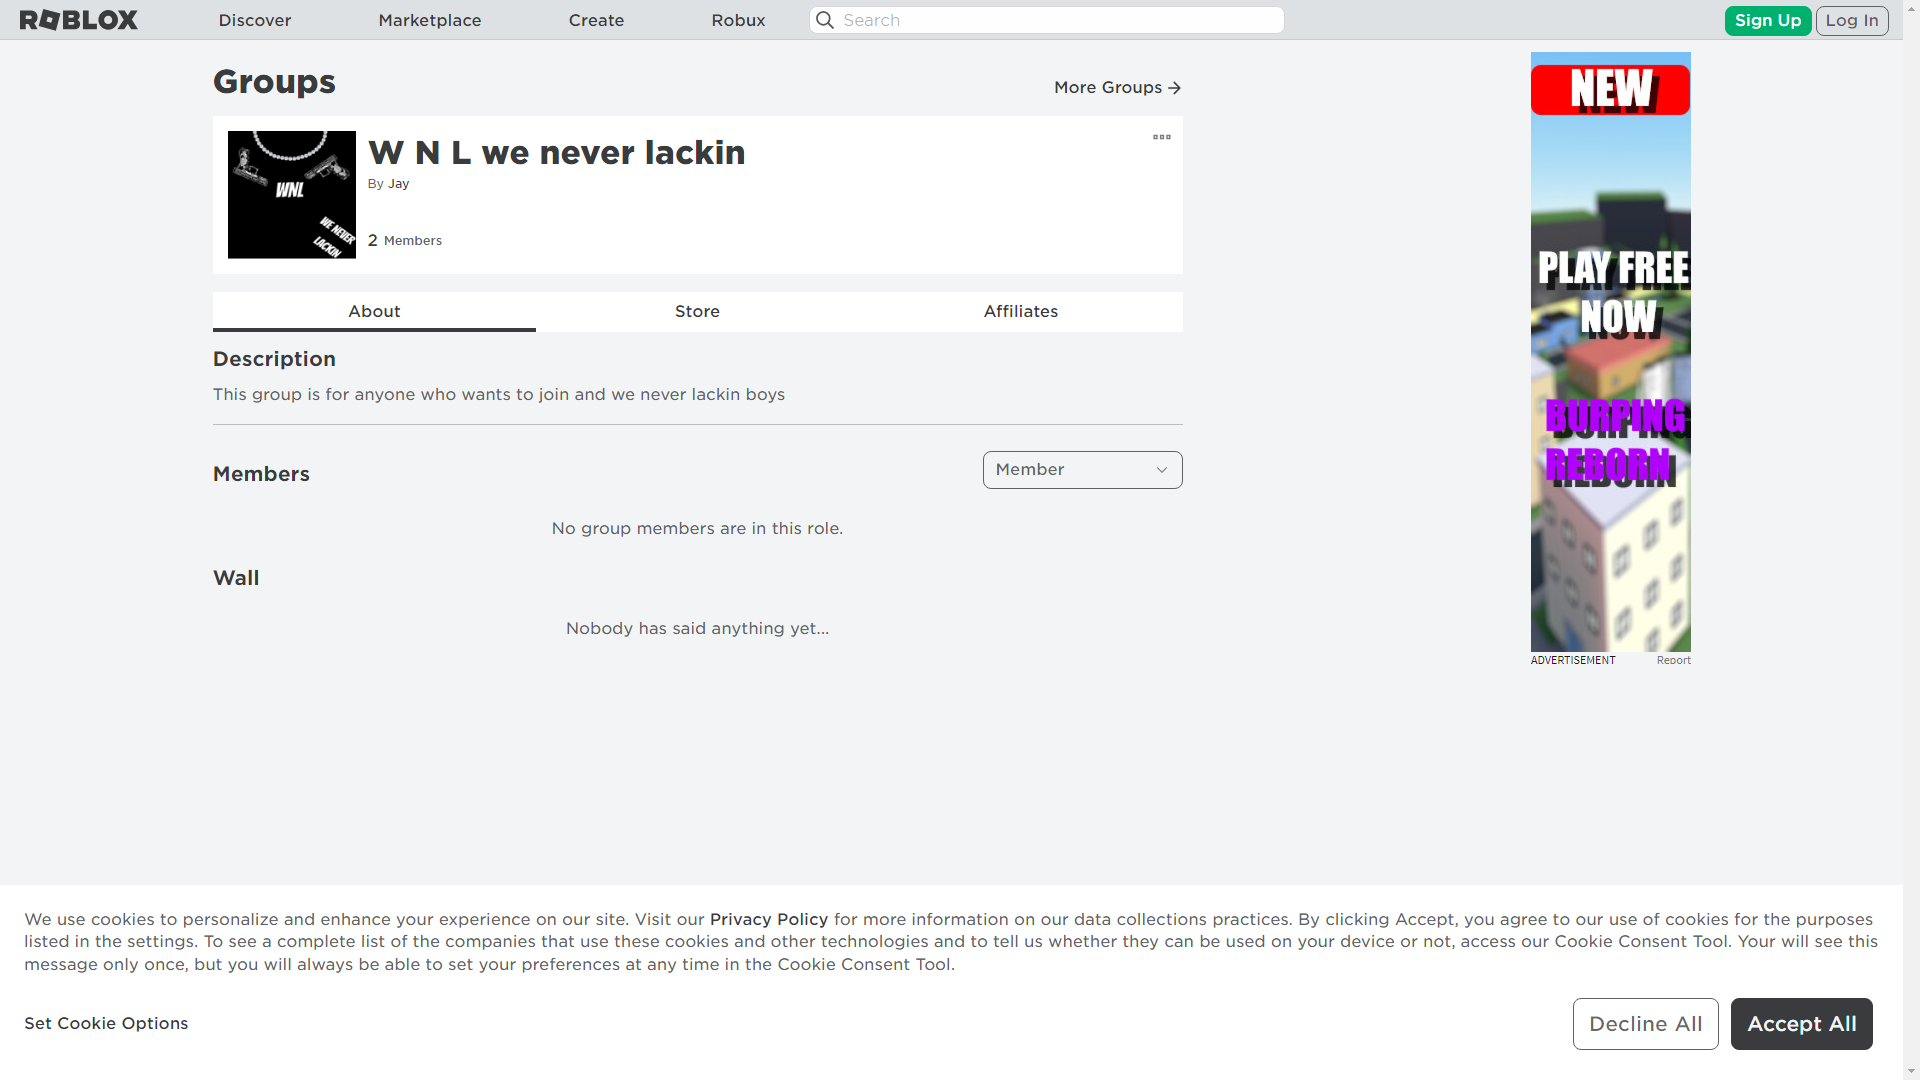 ROBLOX
Discover
Marketplace
Create
Robux
Search
Sign Up
Log In
Groups
More Groups
WNL
WE NEVER
LACKIN
W N L we never lackin
By Jay
2 Members
About
Store
Affiliates
Description
This group is for anyone who wants to join and we never lackin boys
Members
Member
No group members are in this role.
Wall
Nobody has said anything yet...
NEW
PLAY FREE
NOW
BURPING
REBORN
ADVERTISEMENT
Report
We use cookies to personalize and enhance your experience on our site. Visit our Privacy Policy for more information on our data collections practices. By clicking Accept, you agree to our use of cookies for the purposes
listed in the settings. To see a complete list of the companies that use these cookies and other technologies and to tell us whether they can be used on your device or not, access our Cookie Consent Tool. Your will see this
message only once, but you will always be able to set your preferences at any time in the Cookie Consent Tool.
Set Cookie Options
Decline All
Accept All